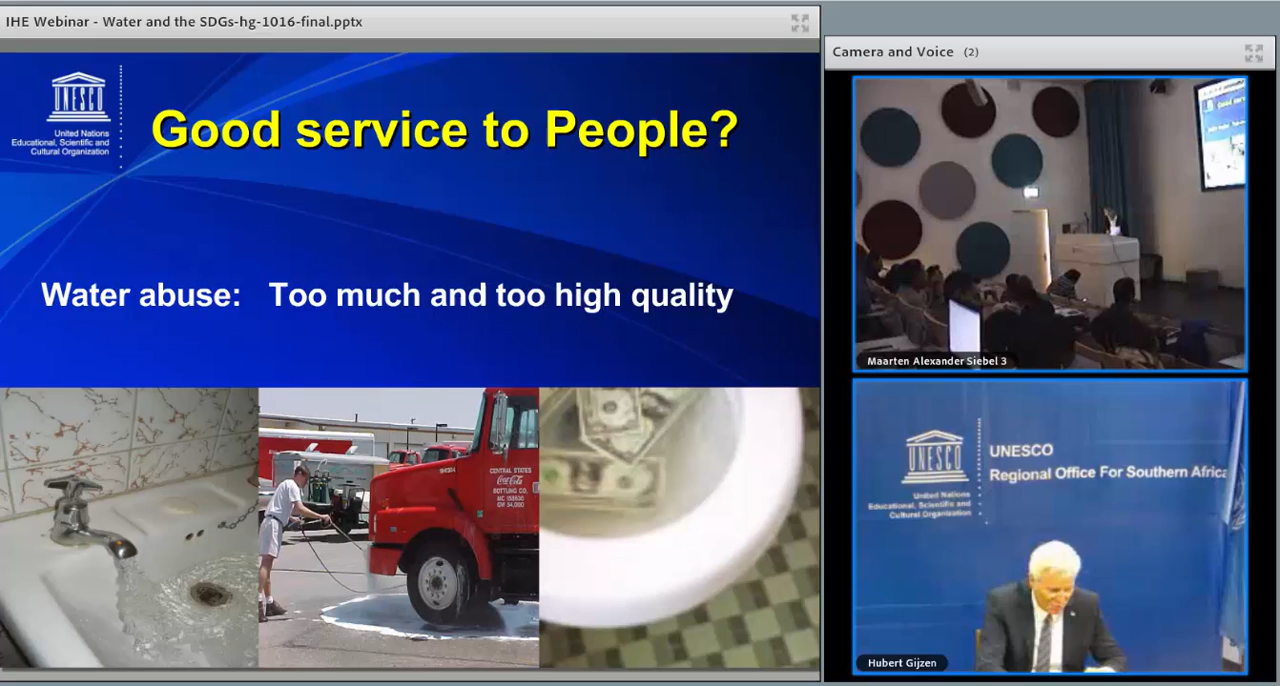 IHE Webinar - Water and the SDGs-hg-1016-final.pptx
UNESCO
United Nations
Educational, Scientific and
Cultural Organization
Good service to People?
Water abuse: Too much and too high quality
CENTRAL STATES
Coca-Cola
BOTTLING CO.
Camera and Voice (2)
Good serv
Maarten Alexander Siebel 3
UNESCO
United Nations
Educational, Scientific and
Cultural Organization
UNESCO
Regional Office For Southern Africa
Hubert Gijzen